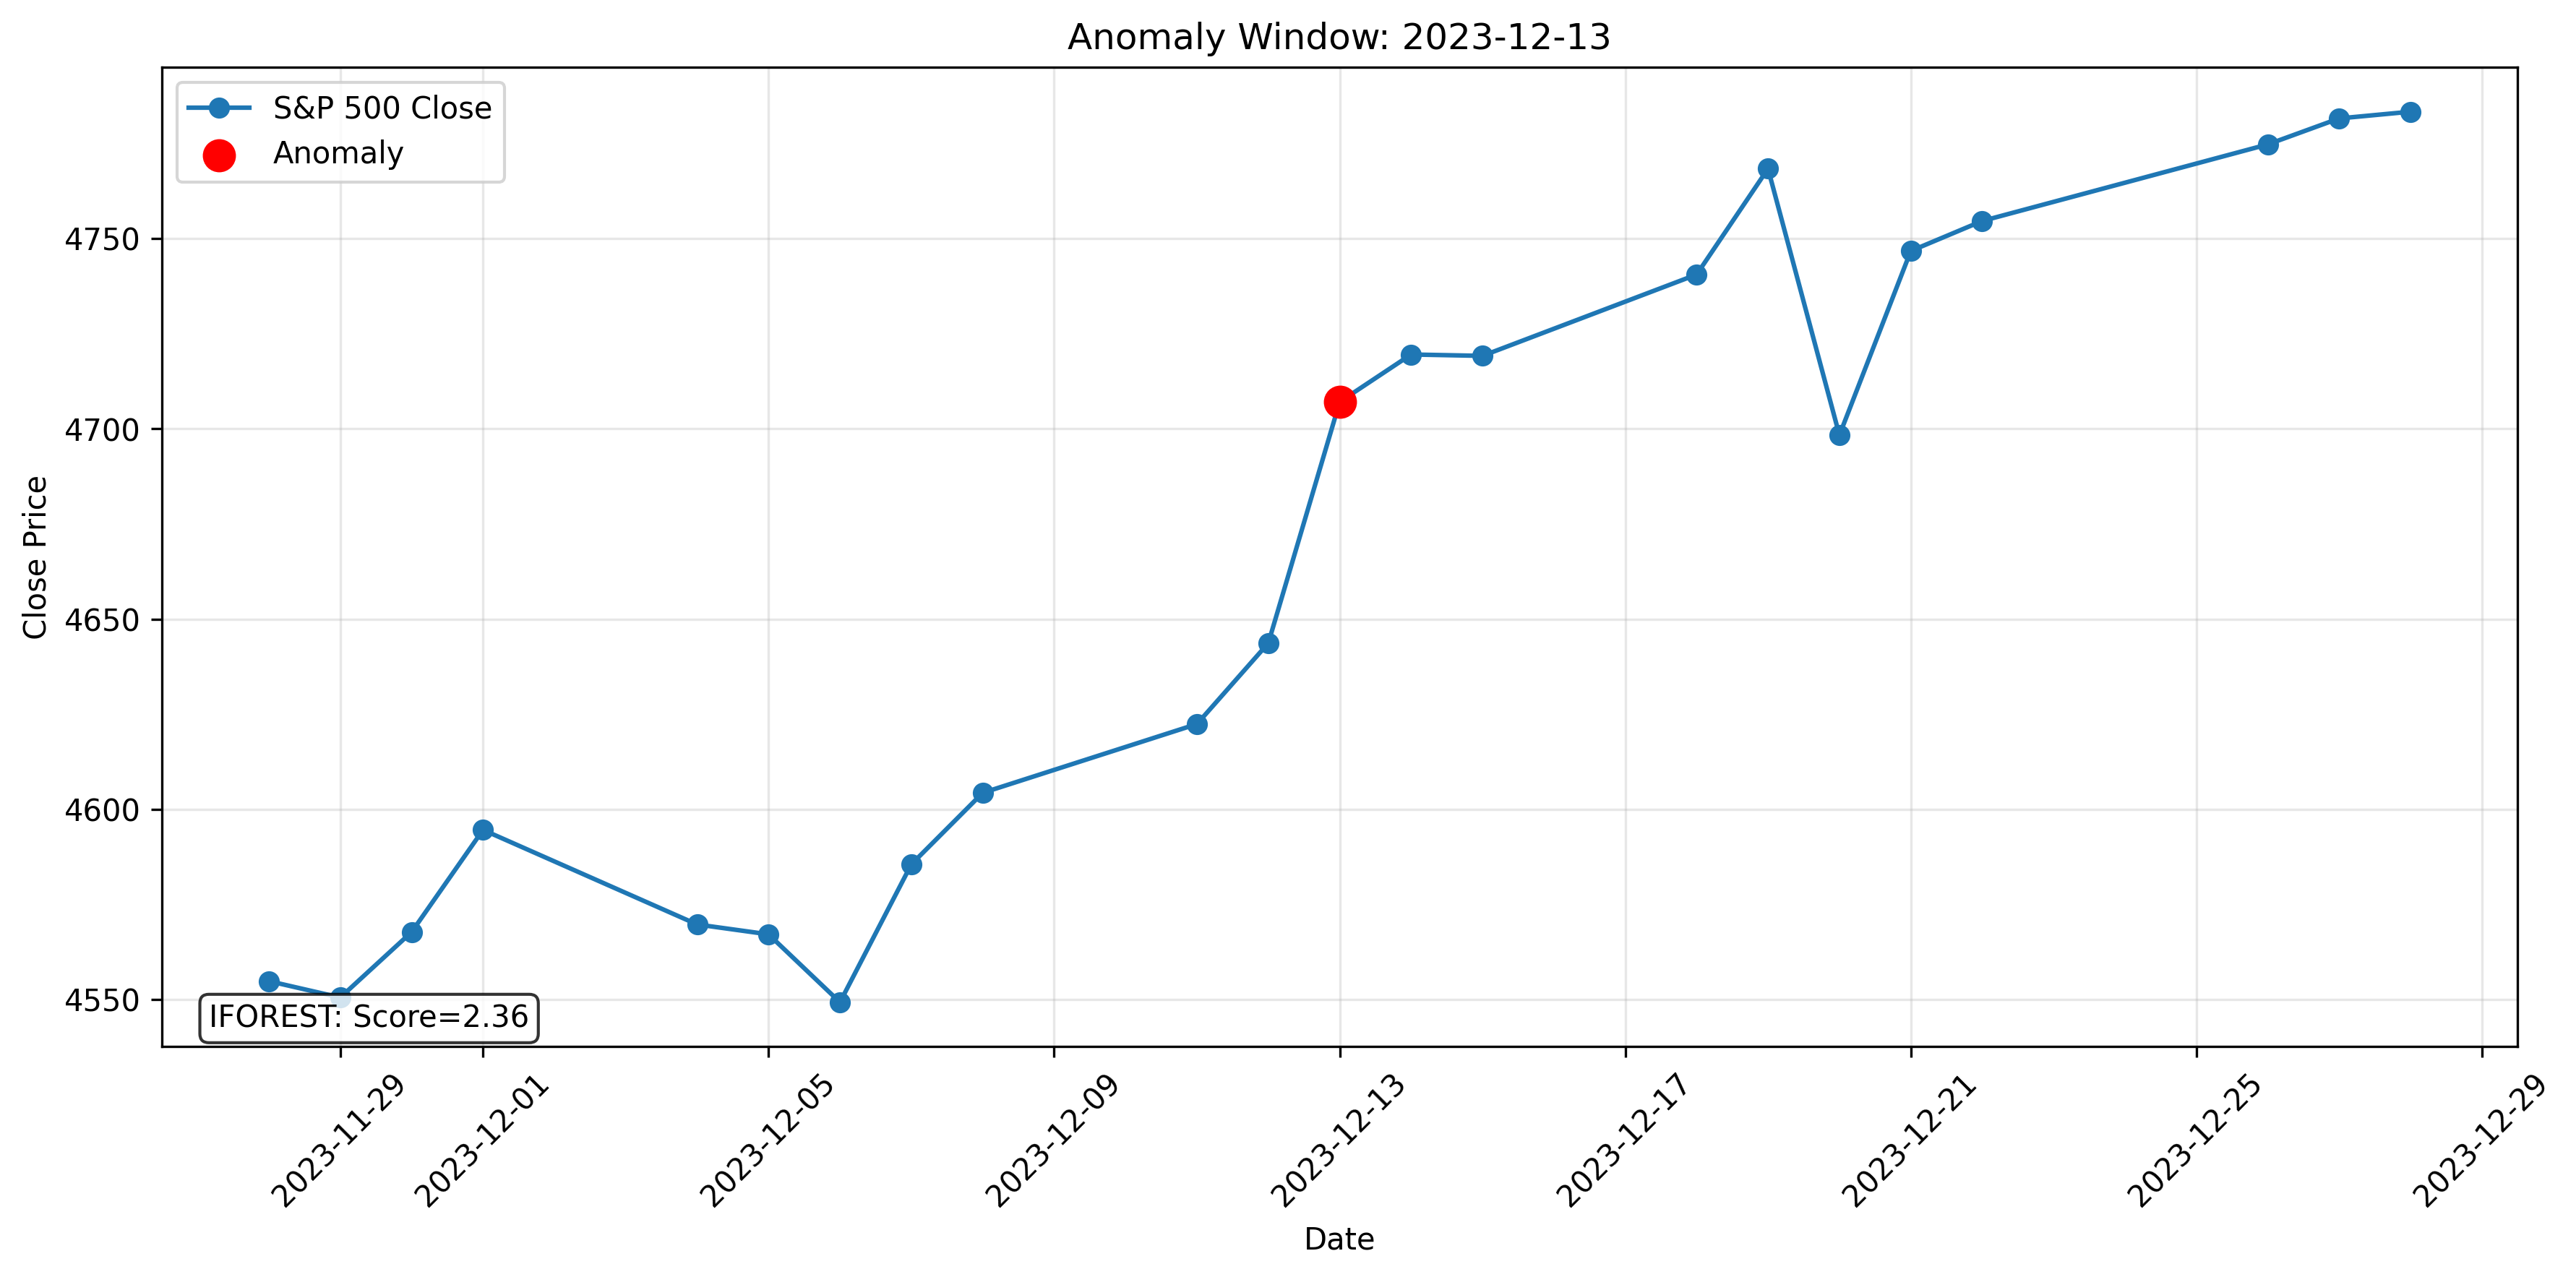 Anomaly Window: 2023-12-13
S&P 500 Close
Anomaly
Close Price
4750
4700
4650
4600
4550
IFOREST: Score=2.36
2023-11-29
2023-12-01
2023-12-05
2023-12-09
2023-12-13
2023-12-17
2023-12-21
2023-12-25
2023-12-29
Date